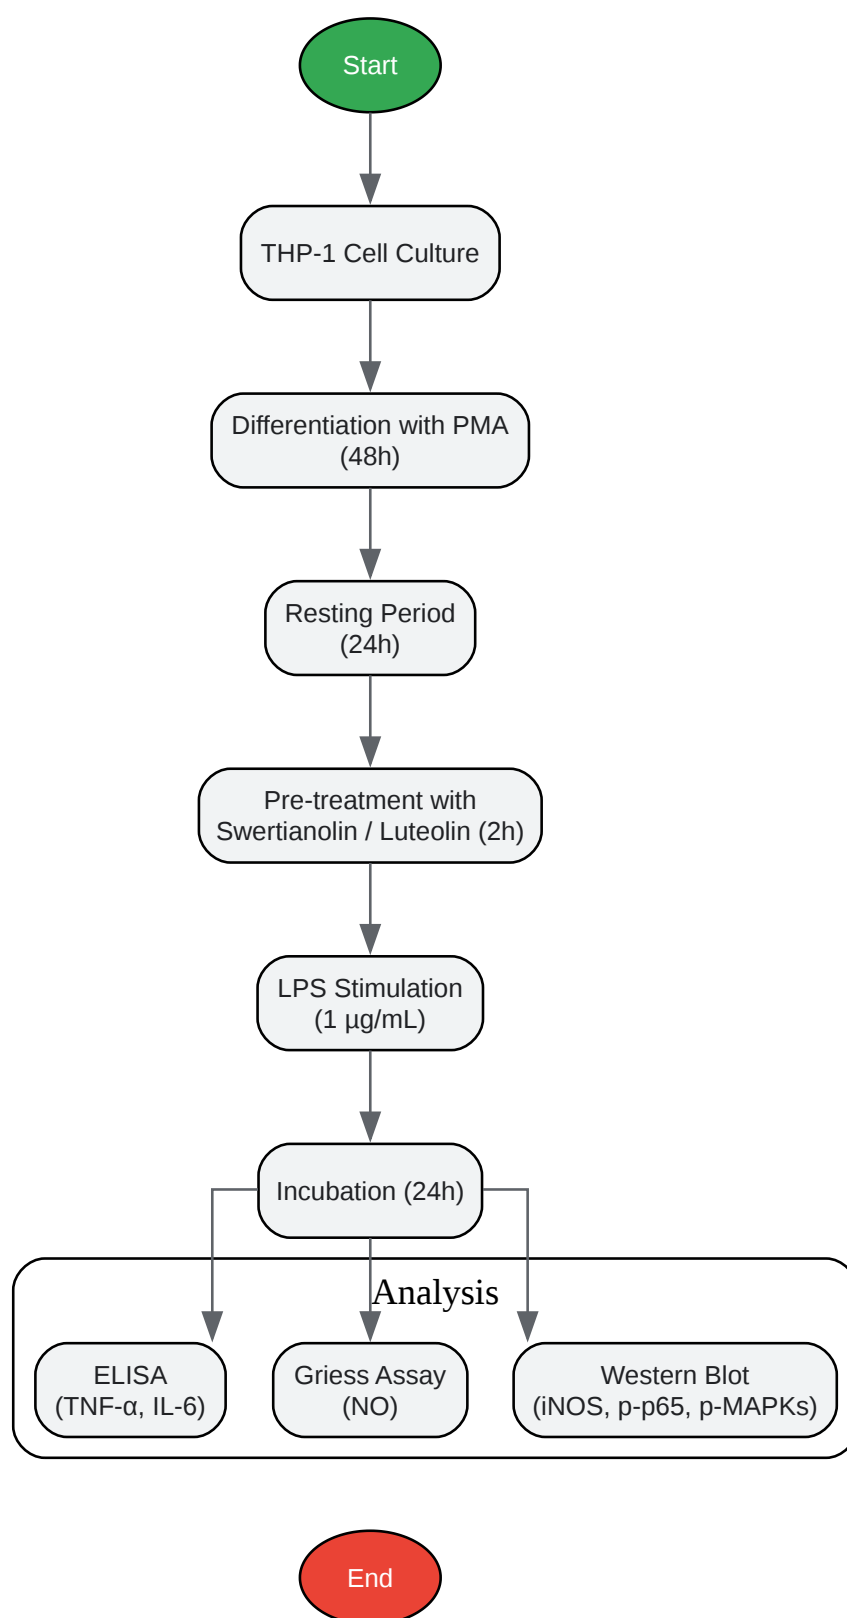 Start
THP-1 Cell Culture
Differentiation with PMA
(48h)
Resting Period
(24h)
Pre-treatment with
Swertianolin / Luteolin (2h)
LPS Stimulation
(1 µg/mL)
Incubation (24h)
Analysis
ELISA
(TNF-α, IL-6)
Griess Assay
(NO)
Western Blot
(iNOS, p-p65, p-MAPKs)
End